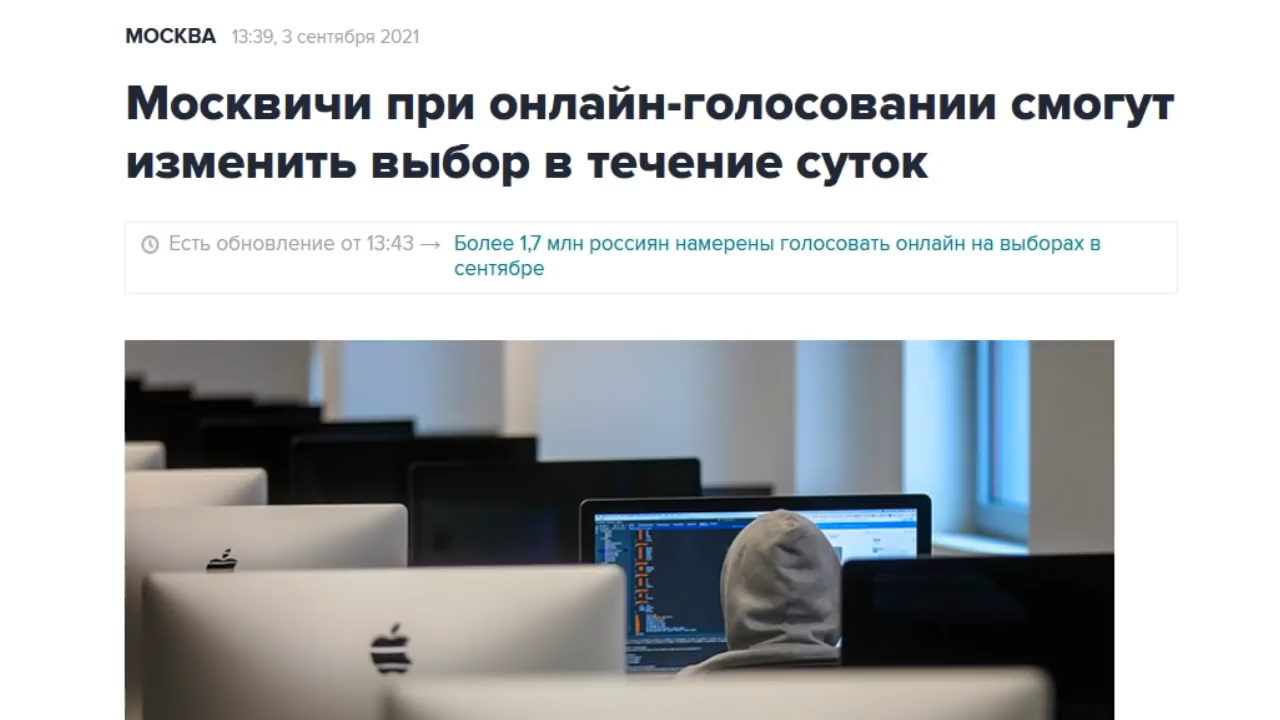 МОСКВА 13:39, 3 сентября 2021
Москвичи при онлайн-голосовании смогут
изменить выбор в течение суток
Есть обновление от 13:43 → Более 1,7 млн россиян намерены голосовать онлайн на выборах в
сентябре